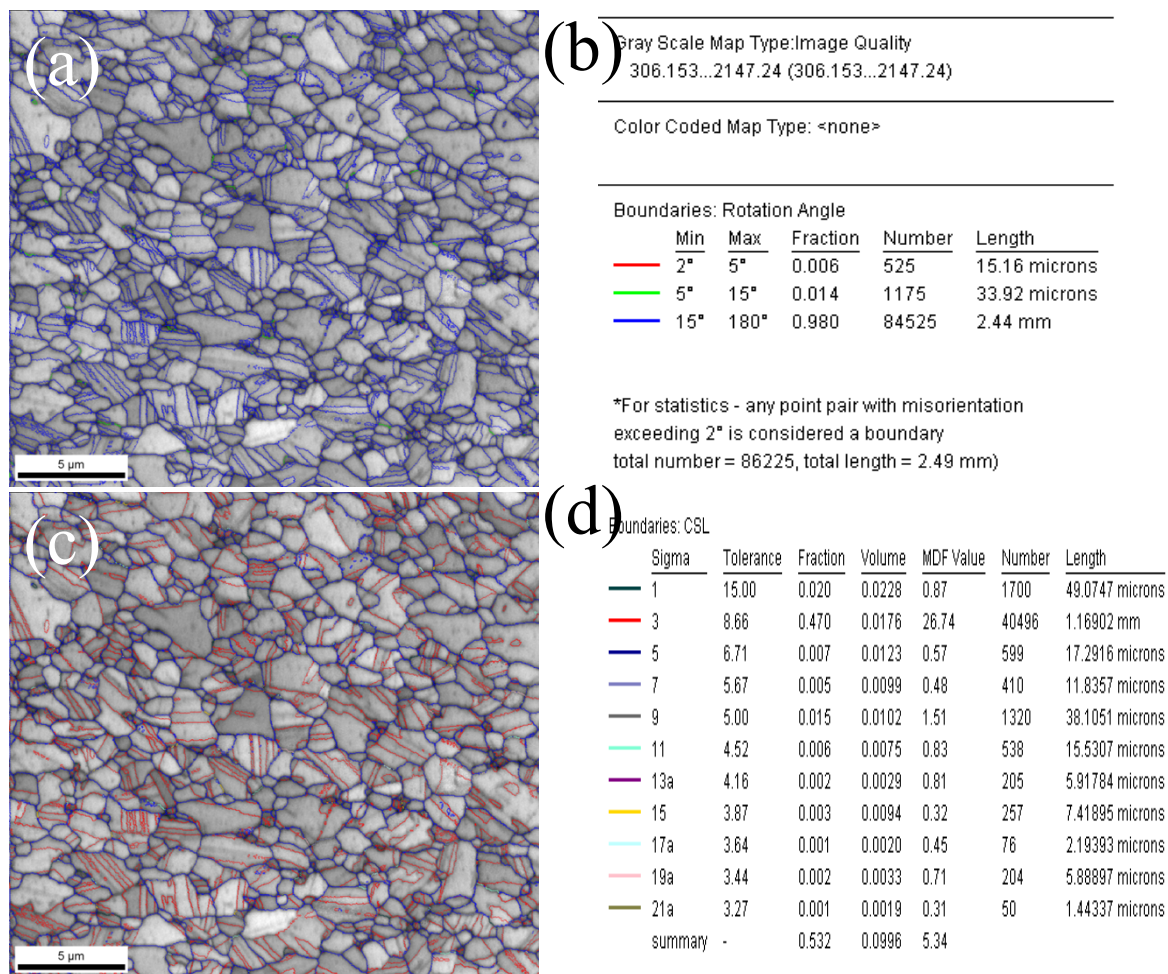 (a)
5 µm
(b)
Gray Scale Map Type:Image Quality
306.153...2147.24 (306.153...2147.24)
Color Coded Map Type: <none>
Boundaries: Rotation Angle
Min Max Fraction Number Length
2° 5° 0.006 525 15.16 microns
5° 15° 0.014 1175 33.92 microns
15° 180° 0.980 84525 2.44 mm
*For statistics - any point pair with misorientation
exceeding 2° is considered a boundary
total number = 86225, total length = 2.49 mm)
(c)
5 µm
(d)
Boundaries: CSL
Sigma Tolerance Fraction Volume MDF Value Number Length
1 15.00 0.020 0.0228 0.87 1700 49.0747 microns
3 8.66 0.470 0.0176 26.74 40496 1.16902 mm
5 6.71 0.007 0.0123 0.57 599 17.2916 microns
7 5.67 0.005 0.0099 0.48 410 11.8357 microns
9 5.00 0.015 0.0102 1.51 1320 38.1051 microns
11 4.52 0.006 0.0075 0.83 538 15.5307 microns
13a 4.16 0.002 0.0029 0.81 205 5.91784 microns
15 3.87 0.003 0.0094 0.32 257 7.41895 microns
17a 3.64 0.001 0.0020 0.45 76 2.19393 microns
19a 3.44 0.002 0.0033 0.71 204 5.88897 microns
21a 3.27 0.001 0.0019 0.31 50 1.44337 microns
summary - 0.532 0.0996 5.34